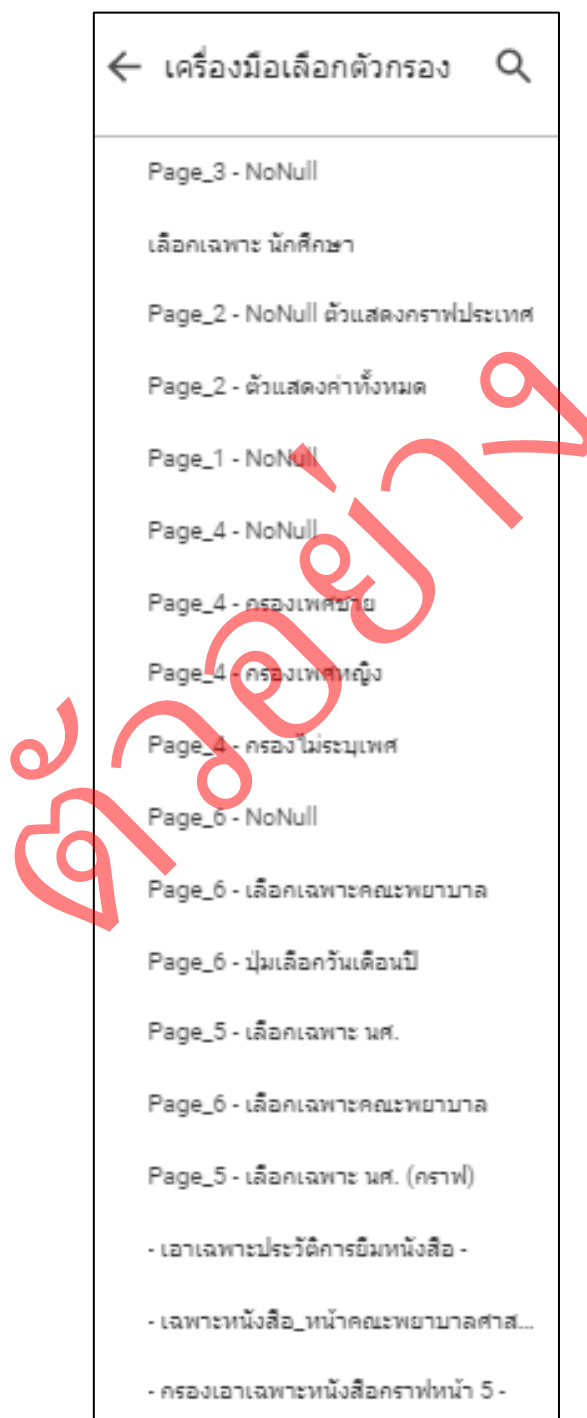 เครื่องมือเลือกตัวกรอง
Page_3 - NoNull
เลือกเฉพาะ นักศึกษา
Page_2 - NoNull ตัวแสดงกราฟประเทศ
Page_2 - ตัวแสดงค่าทั้งหมด
Page_1 - NoNull
Page_4 - NoNull
Page_4 - กรองเพศชาย
Page_4 - กรองเพศหญิง
Page_4 - กรองไม่ระบุเพศ
Page_6 - NoNull
Page_6 - เลือกเฉพาะคณะพยาบาล
Page_6 - ปุ่มเลือกวันเดือนปี
Page_5 - เลือกเฉพาะ นศ.
Page_6 - เลือกเฉพาะคณะพยาบาล
Page_5 - เลือกเฉพาะ นศ. (กราฟ)
- เอาเฉพาะประวัติการยืมหนังสือ -
- เฉพาะหนังสือ_หน้าคณะพยาบาลศาส...
- กรองเอาเฉพาะหนังสือกราฟหน้า 5 -
ตัวอย่าง